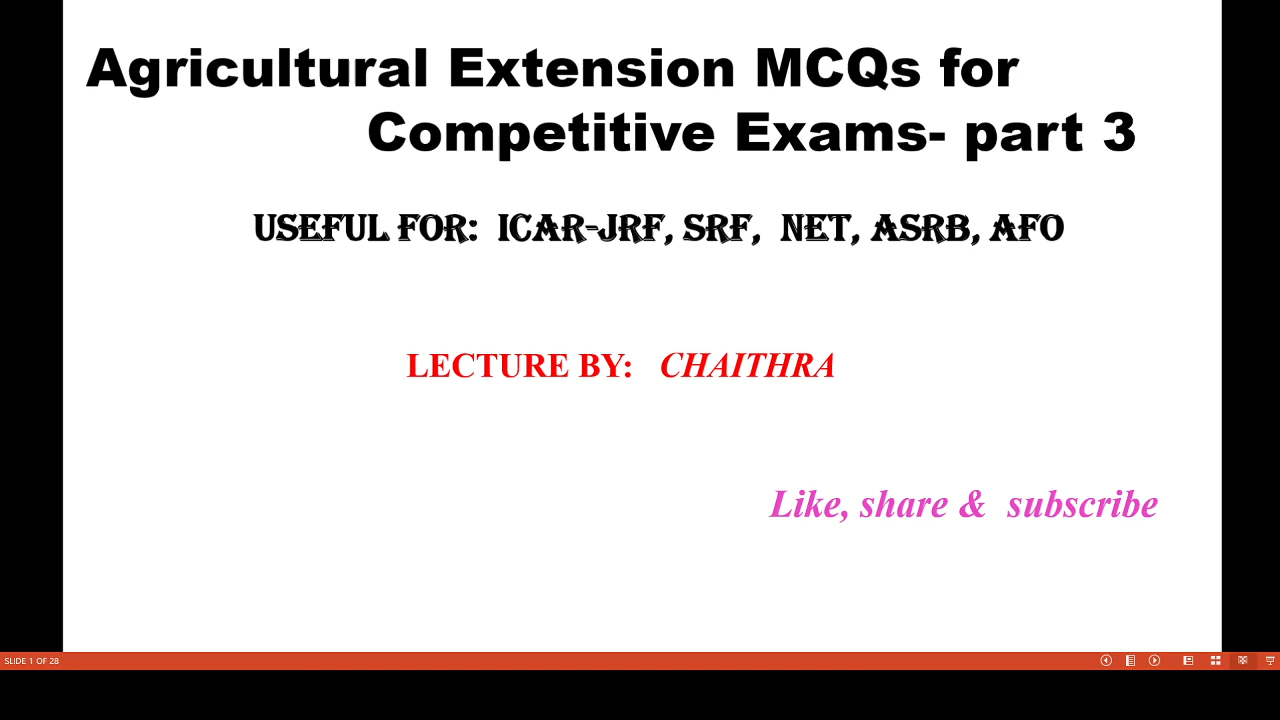 Agricultural Extension MCQs for
Competitive Exams- part 3
USEFUL FOR: ICAR-JRF, SRF, NET, ASRB, AFO
LECTURE BY: CHAITHRA
Like, share & subscribe
SLIDE 1 OF 28